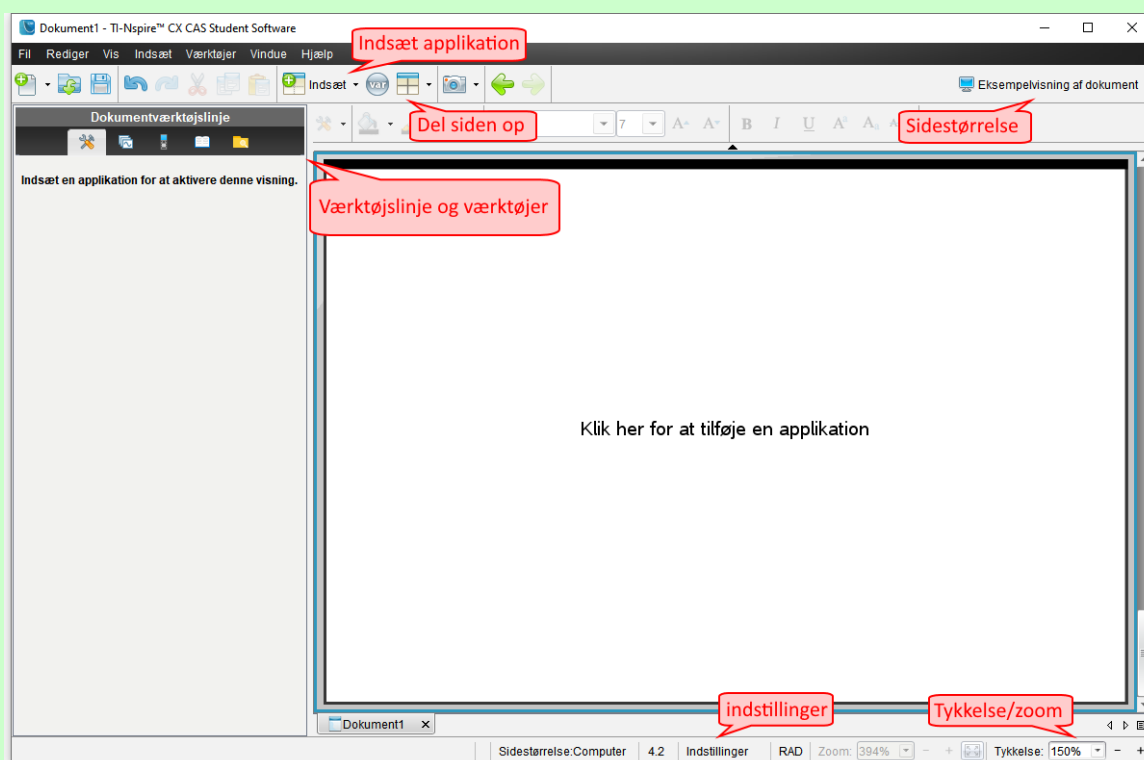 Dokument1 - TI-Nspire™ CX CAS Student Software
Fil Rediger Vis Indsæt Værktøjer Vindue Hjælp
Indsæt applikation
Indsæt
var
Eksempelvisning af dokument
Dokumentværktøjslinje
Del siden op
7
A A B I U A A
Sidestørrelse
Indsæt en applikation for at aktivere denne visning.
Værktøjslinje og værktøjer
Klik her for at tilføje en applikation
indstillinger
Tykkelse/zoom
Dokument1 x
Sidestørrelse:Computer 4.2 Indstillinger RAD Zoom: 394% - + Tykkelse: 150% - +